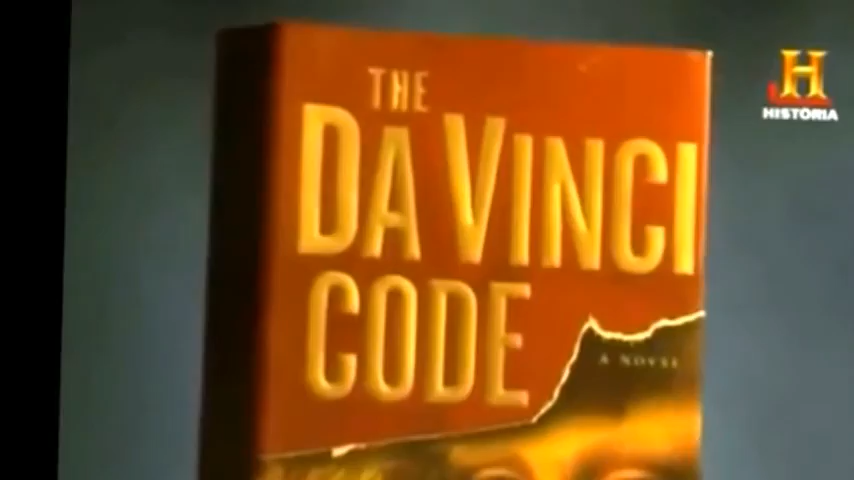 THE
DA VINCI
CODE
A NOVEL
H
HISTORIA